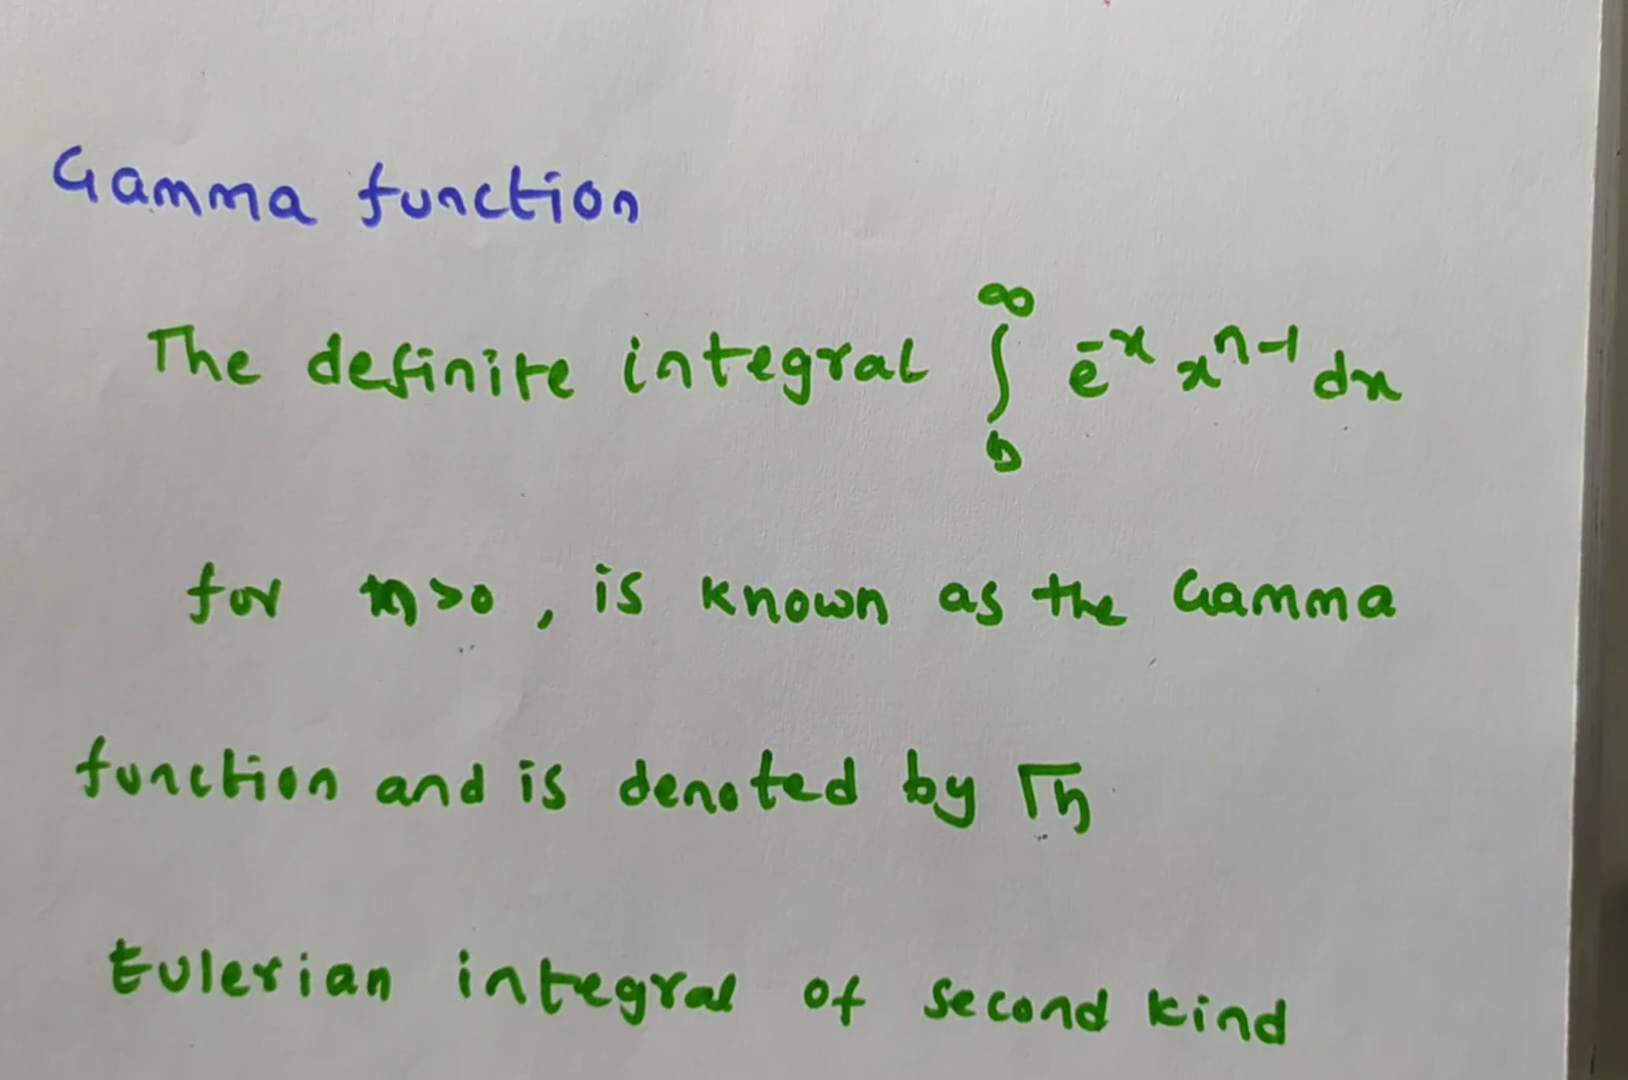 Gamma function
The definite integral ∫₀^∞ e^-x x^n-1 dx
for n>0, is known as the Gamma
function and is denoted by Γn
Eulerian integral of second kind